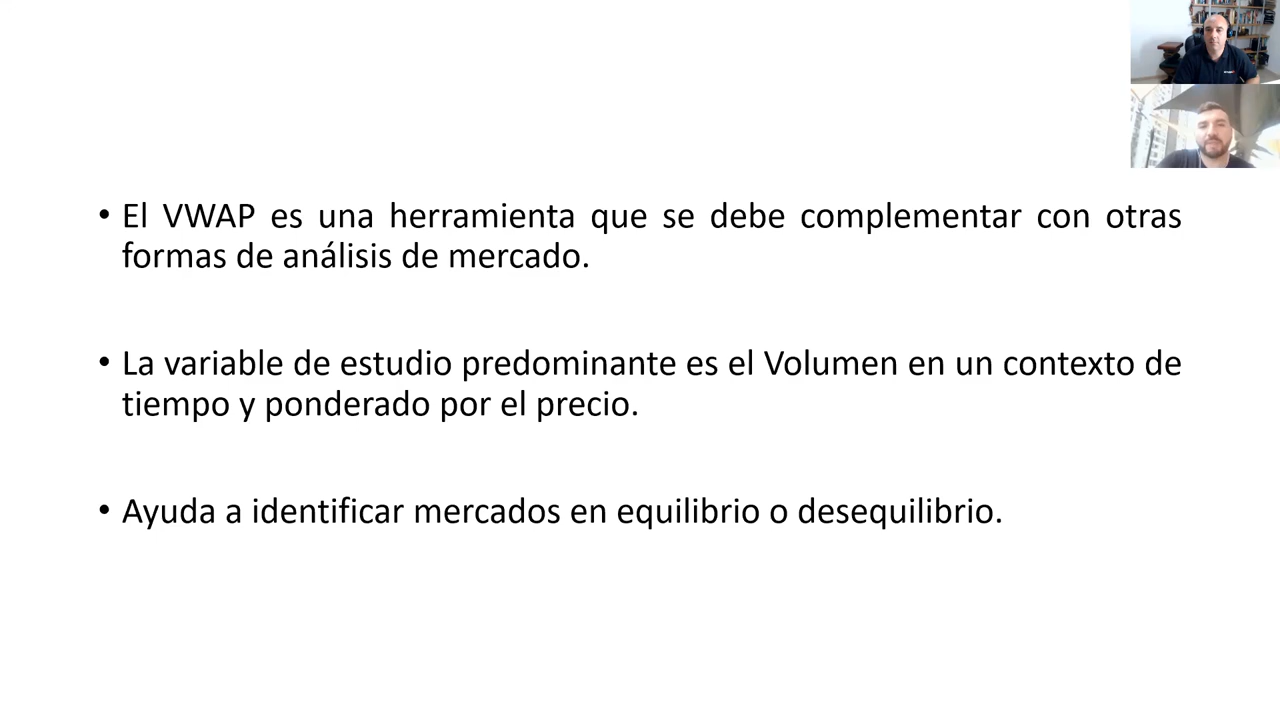 • El VWAP es una herramienta que se debe complementar con otras
formas de análisis de mercado.
• La variable de estudio predominante es el Volumen en un contexto de
tiempo y ponderado por el precio.
• Ayuda a identificar mercados en equilibrio o desequilibrio.